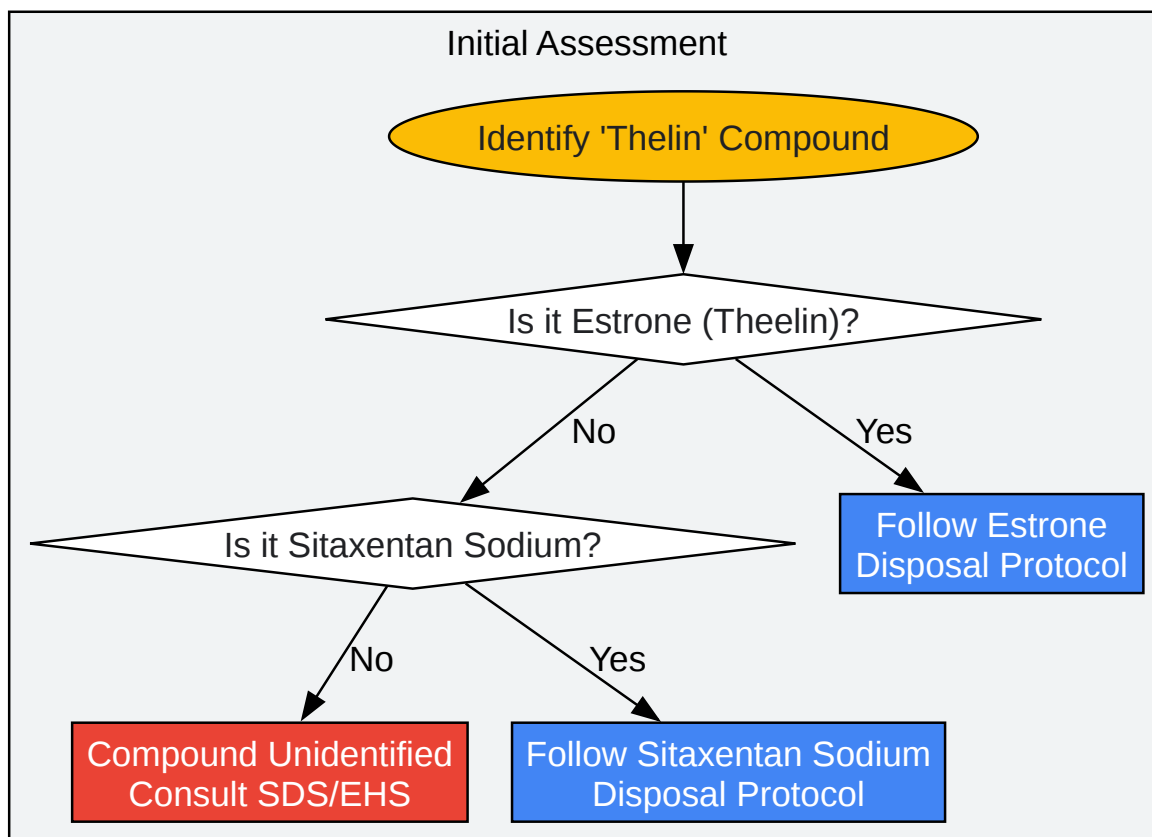 Initial Assessment
Identify 'Thelin' Compound
Is it Estrone (Theelin)?
No
Yes
Follow Estrone
Disposal Protocol
Is it Sitaxentan Sodium?
No
Yes
Compound Unidentified
Consult SDS/EHS
Follow Sitaxentan Sodium
Disposal Protocol